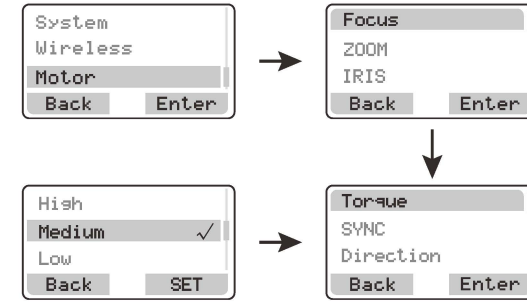 System
Wireless
Motor
Back Enter
Focus
ZOOM
IRIS
Back Enter
High
Medium ✓
Low
Back SET
Torque
SYNC
Direction
Back Enter